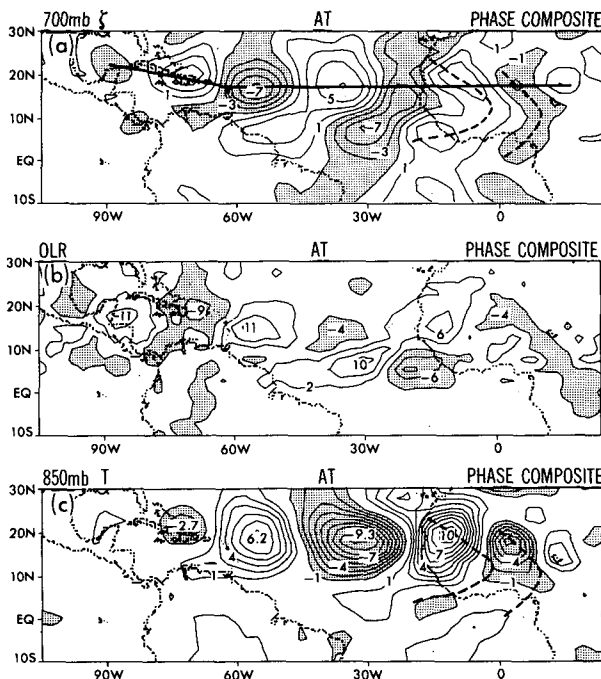 700mb ζ AT PHASE COMPOSITE
30N (a)
20N
10N
EQ
10S
-7
-3
5
1
-7
-3
1
1
-1
90W 60W 30W 0
OLR AT PHASE COMPOSITE
30N (b)
20N
10N
EQ
10S
-11
-9
11
-4
6
-4
10
2
-6
90W 60W 30W 0
850mb T AT PHASE COMPOSITE
30N (c)
20N
10N
EQ
10S
-2.7
6.2
4
-9.3
-7
-4
-1
1
10
7
4
-4
-1
1
90W 60W 30W 0